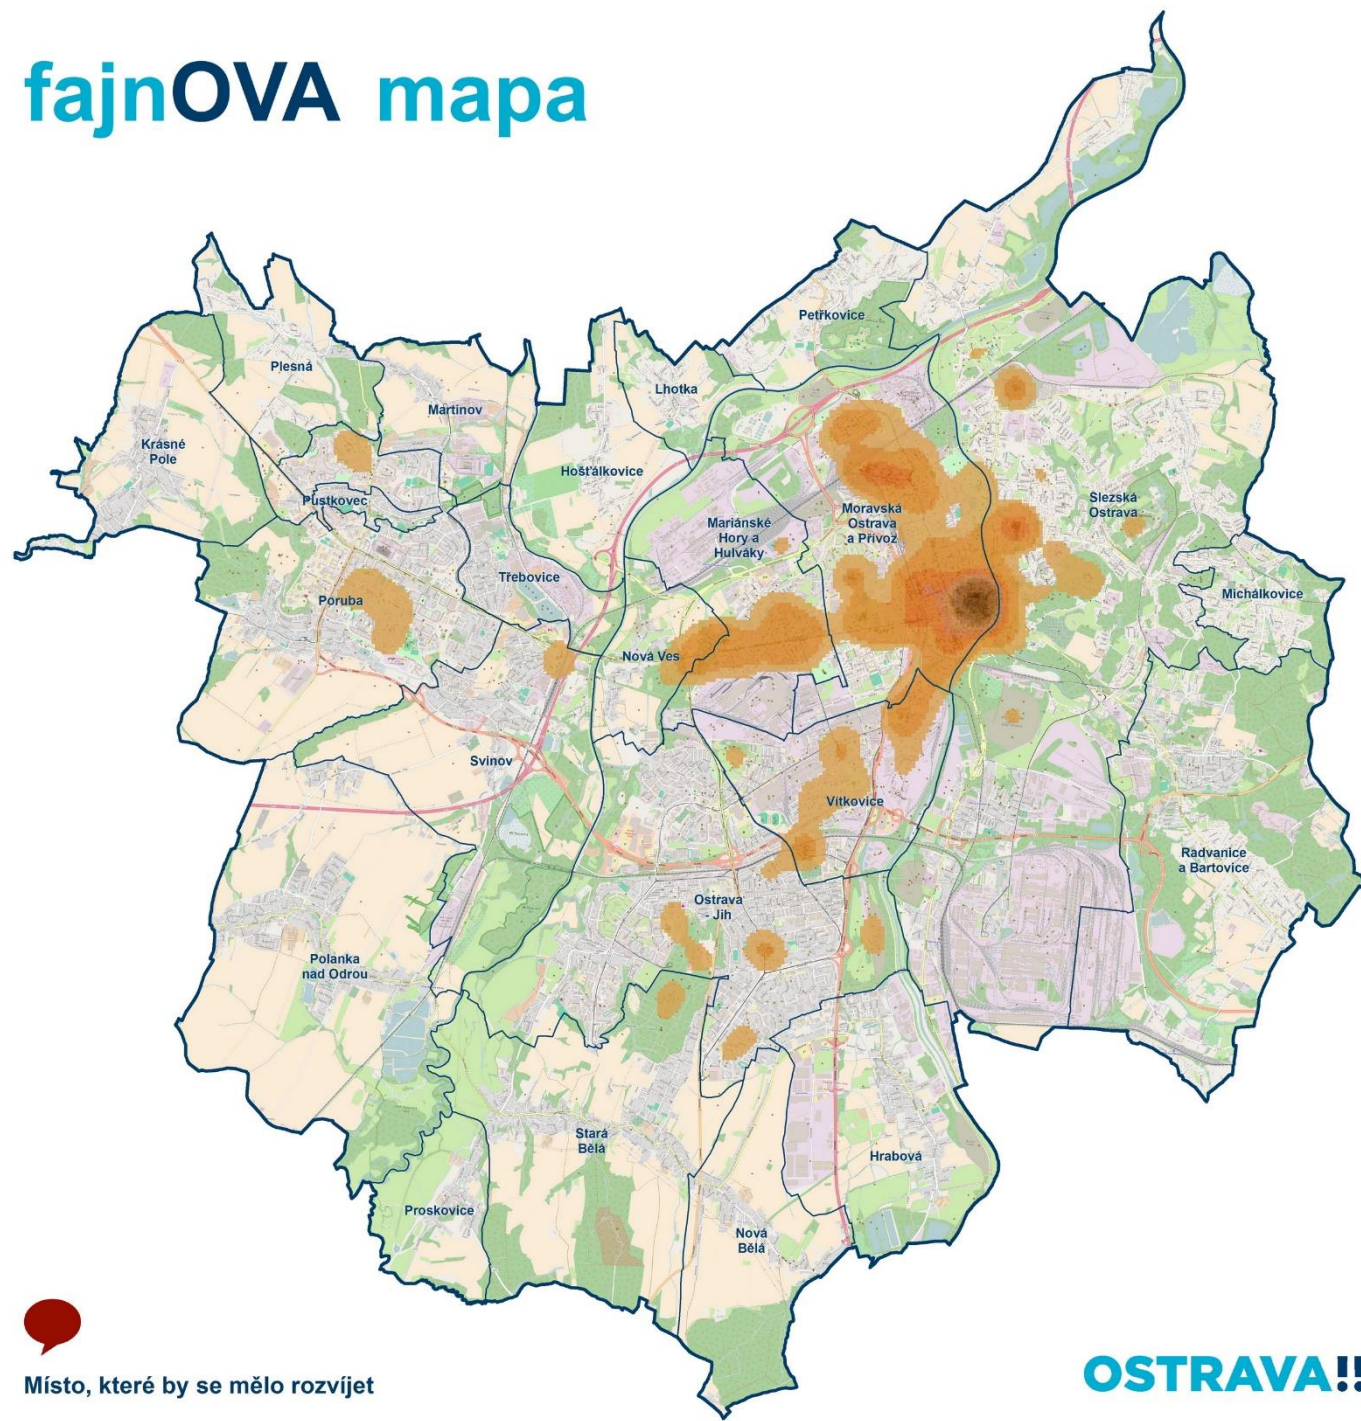 fajnOVA mapa
Petřkovice
Plesná
Lhotka
Martinov
Krásné
Pole
Hošťálkovice
Pustkovec
Slezská
Ostrava
Moravská
Ostrava
a Přívoz
Mariánské
Hory a
Hulváky
Třebovice
Michálkovice
Poruba
Nová Ves
Svinov
Vítkovice
Radvanice
a Bartovice
Ostrava
- Jih
Polanka
nad Odrou
Stará
Bělá
Hrabová
Proskovice
Nová
Bělá
Místo, které by se mělo rozvíjet
OSTRAVA!!